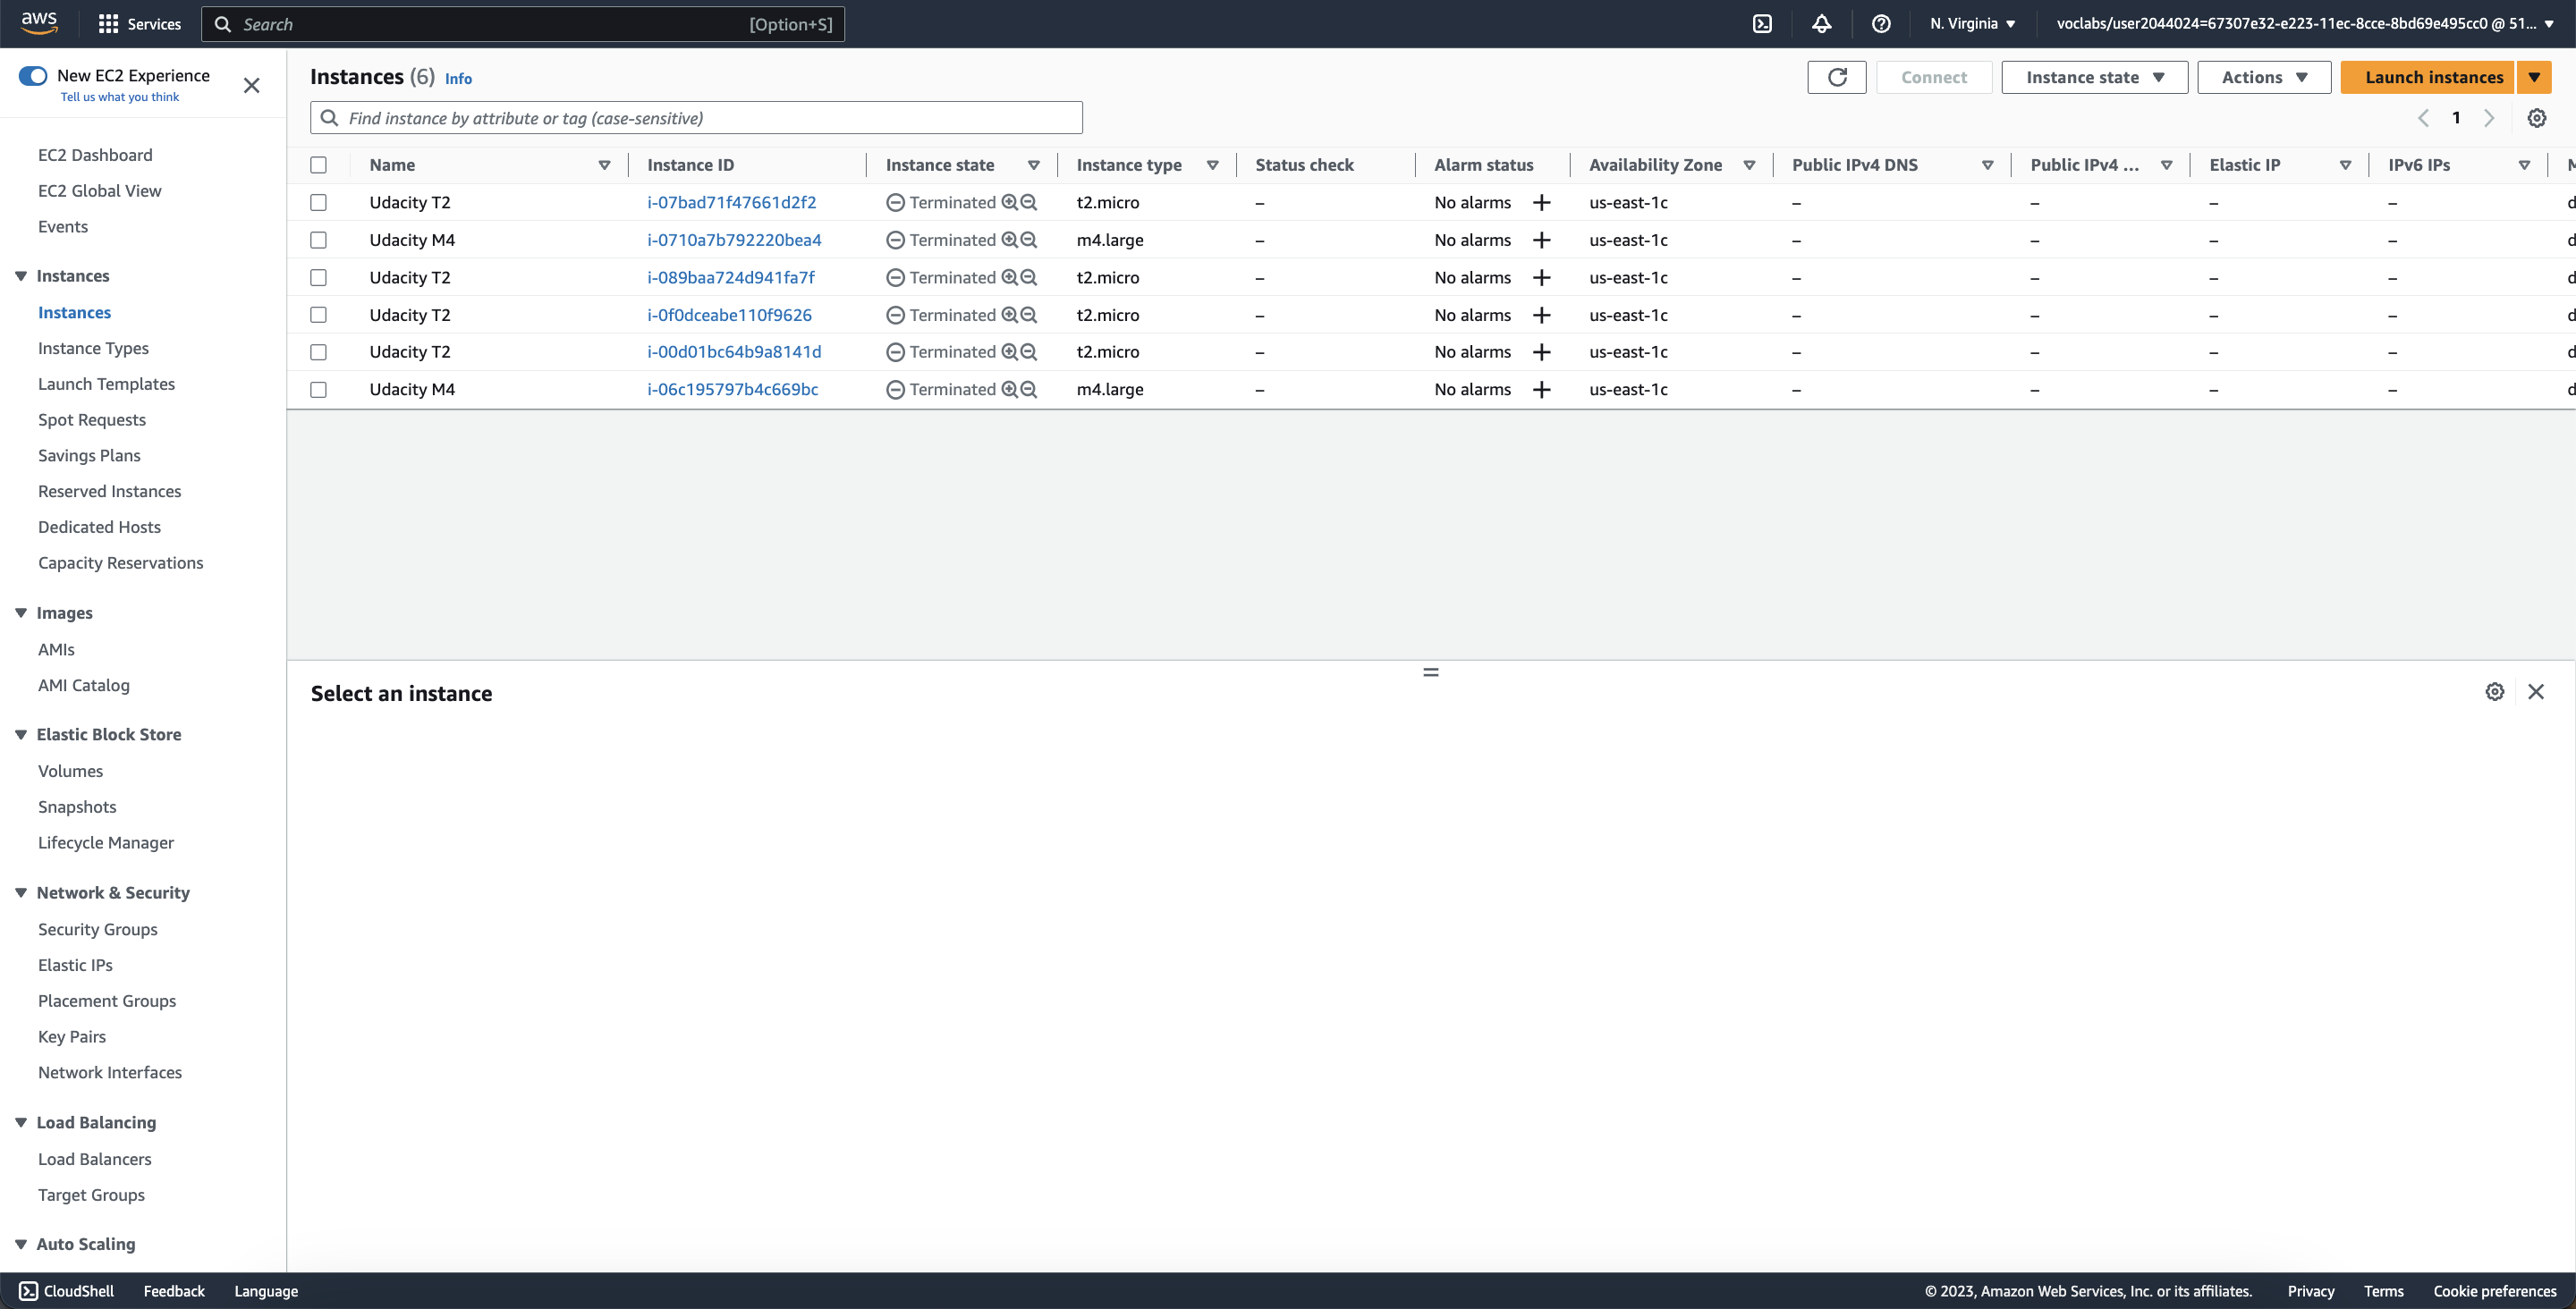 aws
Services
Search
[Option+S]
N. Virginia
voclabs/user2044024=67307e32-e223-11ec-8cce-8bd69e495cc0 @ 51...
New EC2 Experience
Tell us what you think
EC2 Dashboard
EC2 Global View
Events
Instances
Instances
Instance Types
Launch Templates
Spot Requests
Savings Plans
Reserved Instances
Dedicated Hosts
Capacity Reservations
Images
AMIs
AMI Catalog
Elastic Block Store
Volumes
Snapshots
Lifecycle Manager
Network & Security
Security Groups
Elastic IPs
Placement Groups
Key Pairs
Network Interfaces
Load Balancing
Load Balancers
Target Groups
Auto Scaling
Instances (6) Info
Connect
Instance state
Actions
Launch instances
Find instance by attribute or tag (case-sensitive)
1
Name Instance ID Instance state Instance type Status check Alarm status Availability Zone Public IPv4 DNS Public IPv4 ... Elastic IP IPv6 IPs
Udacity T2 i-07bad71f47661d2f2 Terminated t2.micro – No alarms + us-east-1c – – – –
Udacity M4 i-0710a7b792220bea4 Terminated m4.large – No alarms + us-east-1c – – – –
Udacity T2 i-089baa724d941fa7f Terminated t2.micro – No alarms + us-east-1c – – – –
Udacity T2 i-0f0dceabe110f9626 Terminated t2.micro – No alarms + us-east-1c – – – –
Udacity T2 i-00d01bc64b9a8141d Terminated t2.micro – No alarms + us-east-1c – – – –
Udacity M4 i-06c195797b4c669bc Terminated m4.large – No alarms + us-east-1c – – – –
Select an instance
CloudShell Feedback Language
© 2023, Amazon Web Services, Inc. or its affiliates. Privacy Terms Cookie preferences